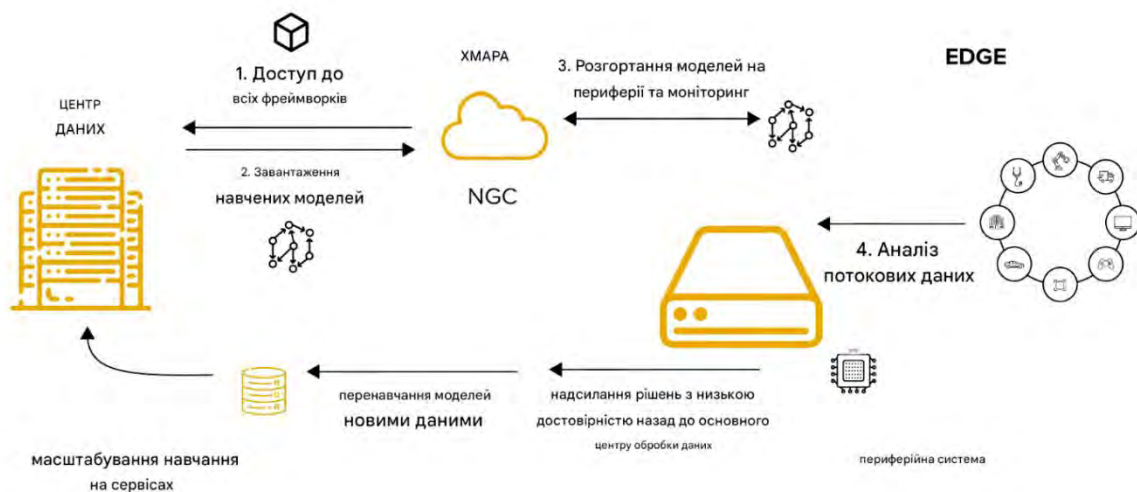 ЦЕНТР
ДАНИХ
1. Доступ до
всіх фреймворків
2. Завантаження
навчених моделей
ХМАРА
NGC
3. Розгортання моделей на
периферії та моніторинг
EDGE
4. Аналіз
потокових даних
надсилання рішень з низькою
достовірністю назад до основного
центру обробки даних
перенавчання моделей
новими даними
масштабування навчання
на сервісах
периферійна система